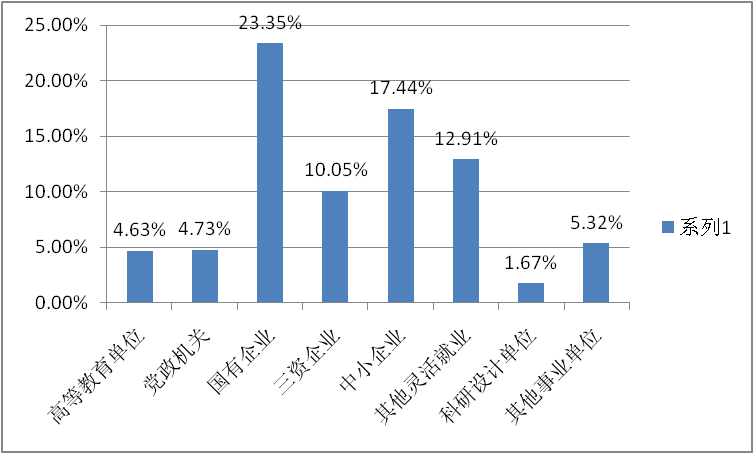 25.00%
20.00%
15.00%
10.00%
5.00%
0.00%
4.63%
4.73%
23.35%
10.05%
17.44%
12.91%
1.67%
5.32%
高等教育单位
党政机关
国有企业
三资企业
中小企业
其他灵活就业
科研设计单位
其他事业单位
系列1